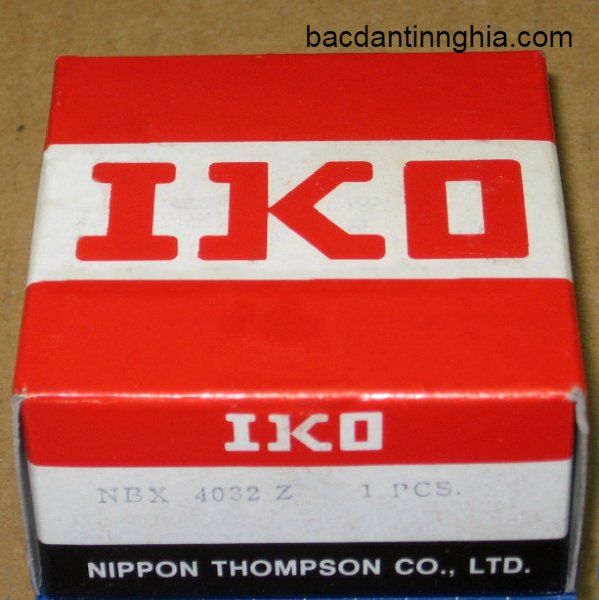 bacdantinnghia.com
IKO
IKO
NBX 4032 Z 1 PCS.
NIPPON THOMPSON CO., LTD.